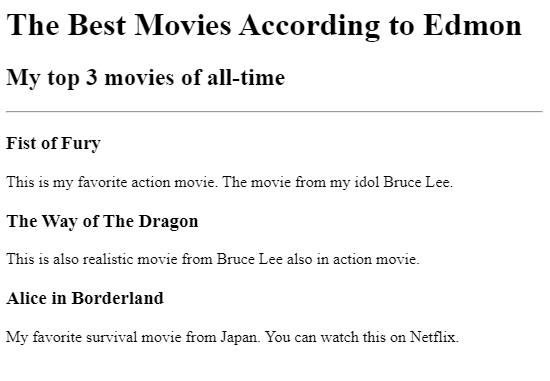 The Best Movies According to Edmon
My top 3 movies of all-time
Fist of Fury
This is my favorite action movie. The movie from my idol Bruce Lee.
The Way of The Dragon
This is also realistic movie from Bruce Lee also in action movie.
Alice in Borderland
My favorite survival movie from Japan. You can watch this on Netflix.